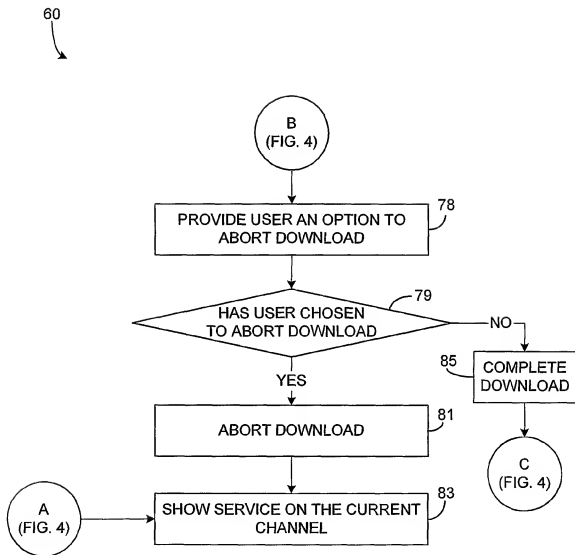 60
B
(FIG. 4)
78
PROVIDE USER AN OPTION TO
ABORT DOWNLOAD
79
HAS USER CHOSEN
TO ABORT DOWNLOAD
NO
85
COMPLETE
DOWNLOAD
YES
81
ABORT DOWNLOAD
C
(FIG. 4)
83
A
(FIG. 4)
SHOW SERVICE ON THE CURRENT
CHANNEL